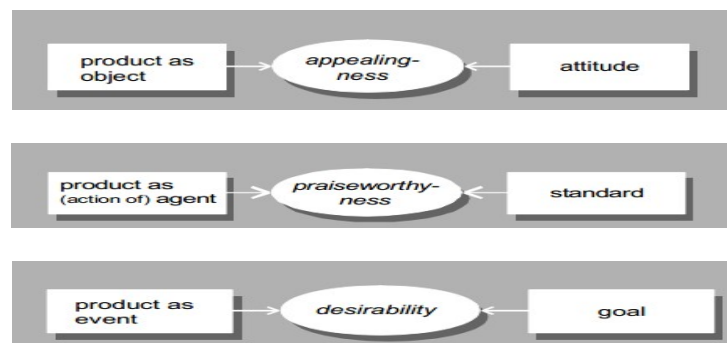 product as
object
appealing-
ness
attitude
product as
(action of) agent
praiseworthy-
ness
standard
product as
event
desirability
goal